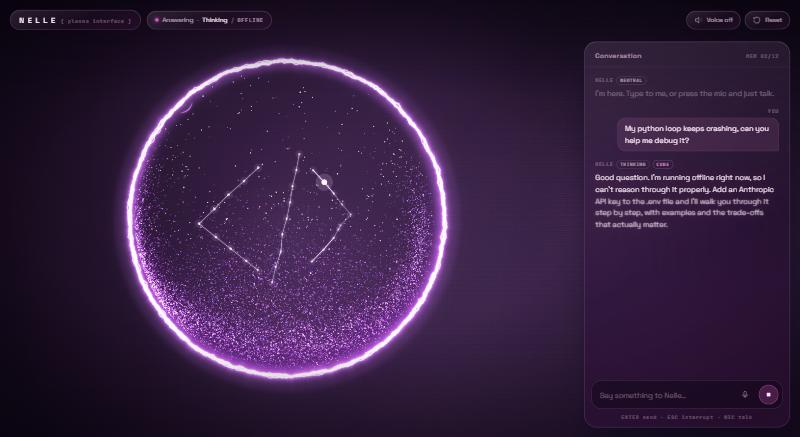 NELLE [ plasma interface ]
Answering · Thinking / OFFLINE
Voice off
Reset
Conversation
MEM 02/12
NELLE NEUTRAL
I'm here. Type to me, or press the mic and just talk.
YOU
My python loop keeps crashing, can you
help me debug it?
NELLE THINKING CODE
Good question. I'm running offline right now, so I
can't reason through it properly. Add an Anthropic
API key to the .env file and I'll walk you through it
step by step, with examples and the trade-offs
that actually matter.
Say something to Nelle…
ENTER send · ESC interrupt · MIC talk